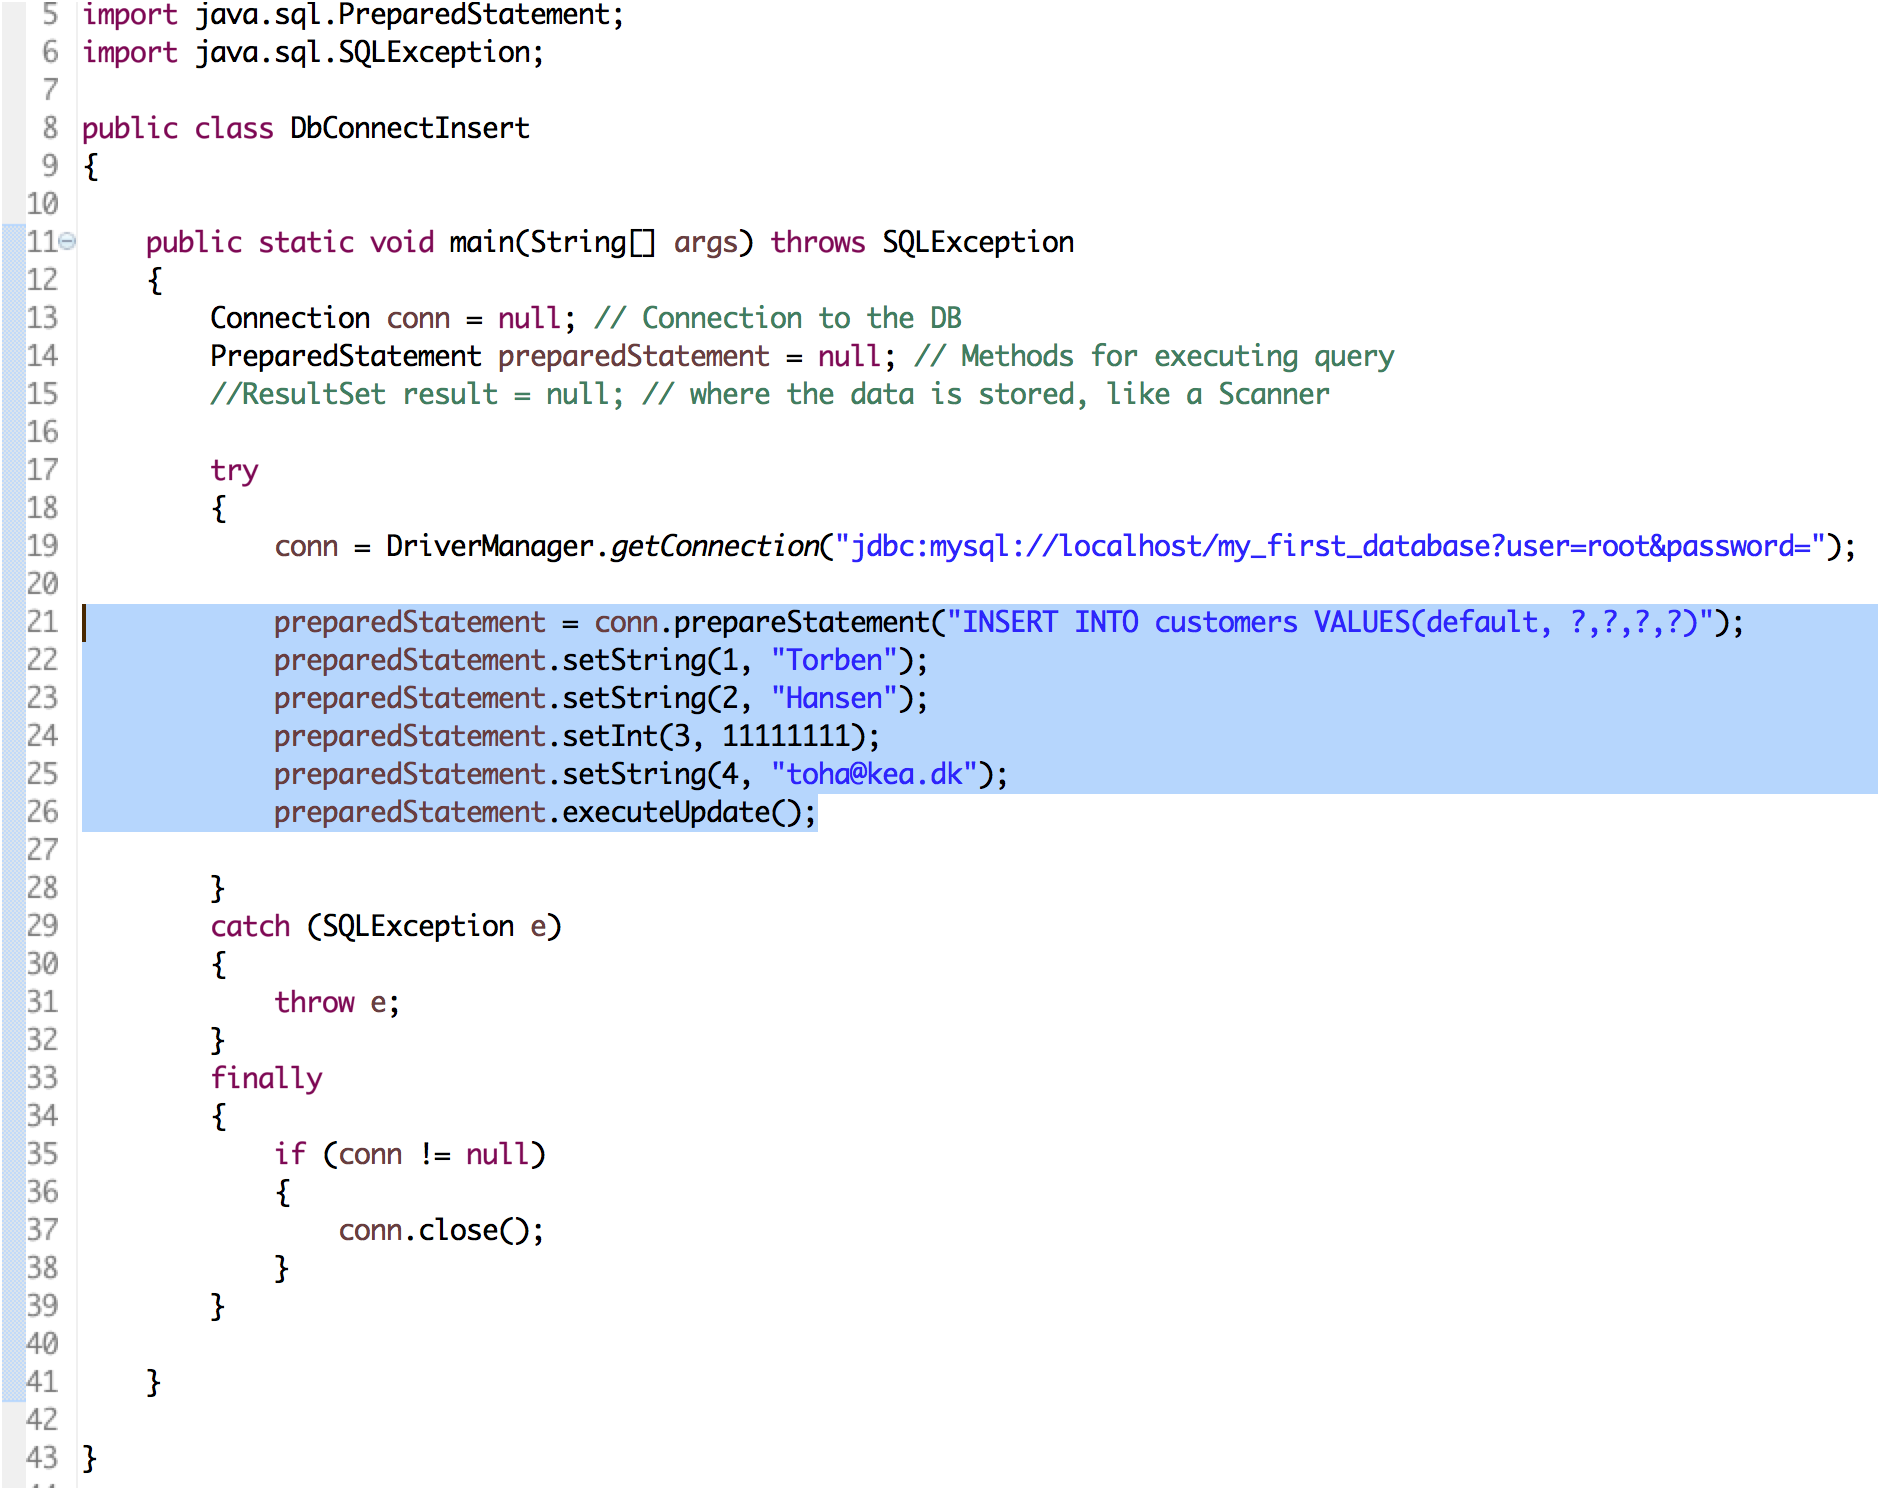 5 import java.sql.PreparedStatement;
6 import java.sql.SQLException;
7
8 public class DbConnectInsert
9 {
10
11 public static void main(String[] args) throws SQLException
12 {
13 Connection conn = null; // Connection to the DB
14 PreparedStatement preparedStatement = null; // Methods for executing query
15 //ResultSet result = null; // where the data is stored, like a Scanner
16
17 try
18 {
19 conn = DriverManager.getConnection("jdbc:mysql://localhost/my_first_database?user=root&password=");
20
21 preparedStatement = conn.prepareStatement("INSERT INTO customers VALUES(default, ?,?,?,?)");
22 preparedStatement.setString(1, "Torben");
23 preparedStatement.setString(2, "Hansen");
24 preparedStatement.setInt(3, 11111111);
25 preparedStatement.setString(4, "toha@kea.dk");
26 preparedStatement.executeUpdate();
27
28 }
29 catch (SQLException e)
30 {
31 throw e;
32 }
33 finally
34 {
35 if (conn != null)
36 {
37 conn.close();
38 }
39 }
40
41 }
42
43 }